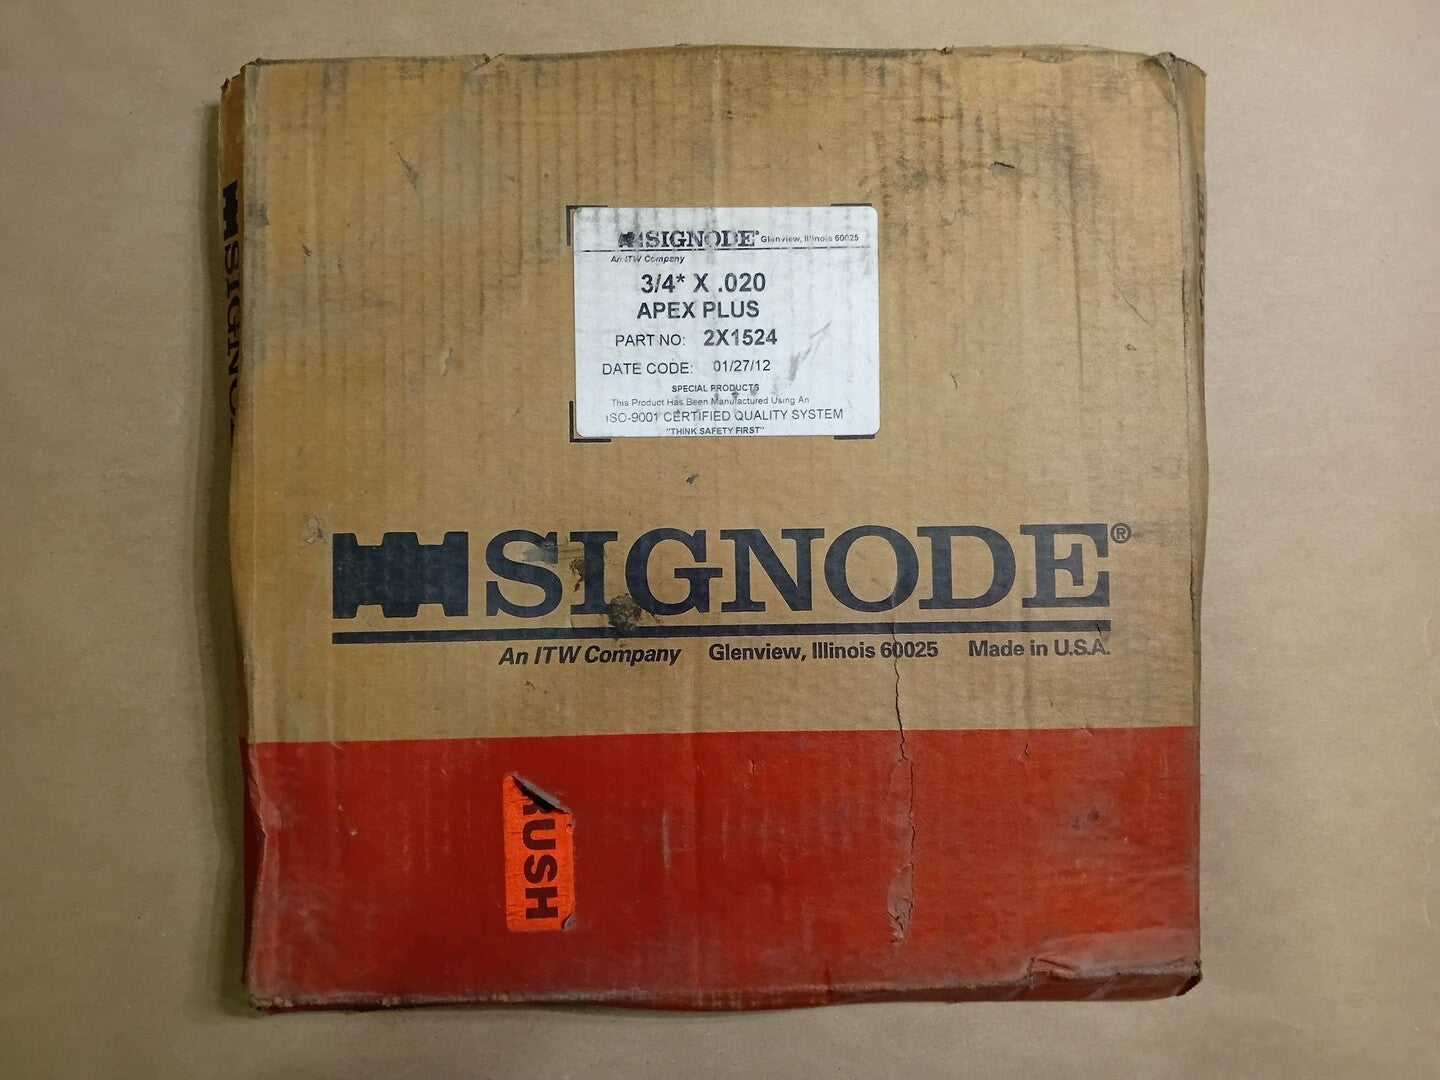 SIGNODE® Glenview, Illinois 60025
An ITW Company
3/4" X .020
APEX PLUS
PART NO: 2X1524
DATE CODE: 01/27/12
SPECIAL PRODUCTS
This Product Has Been Manufactured Using An
ISO-9001 CERTIFIED QUALITY SYSTEM
"THINK SAFETY FIRST"
SIGNODE®
An ITW Company Glenview, Illinois 60025 Made in U.S.A.
RUSH
SIGNODE